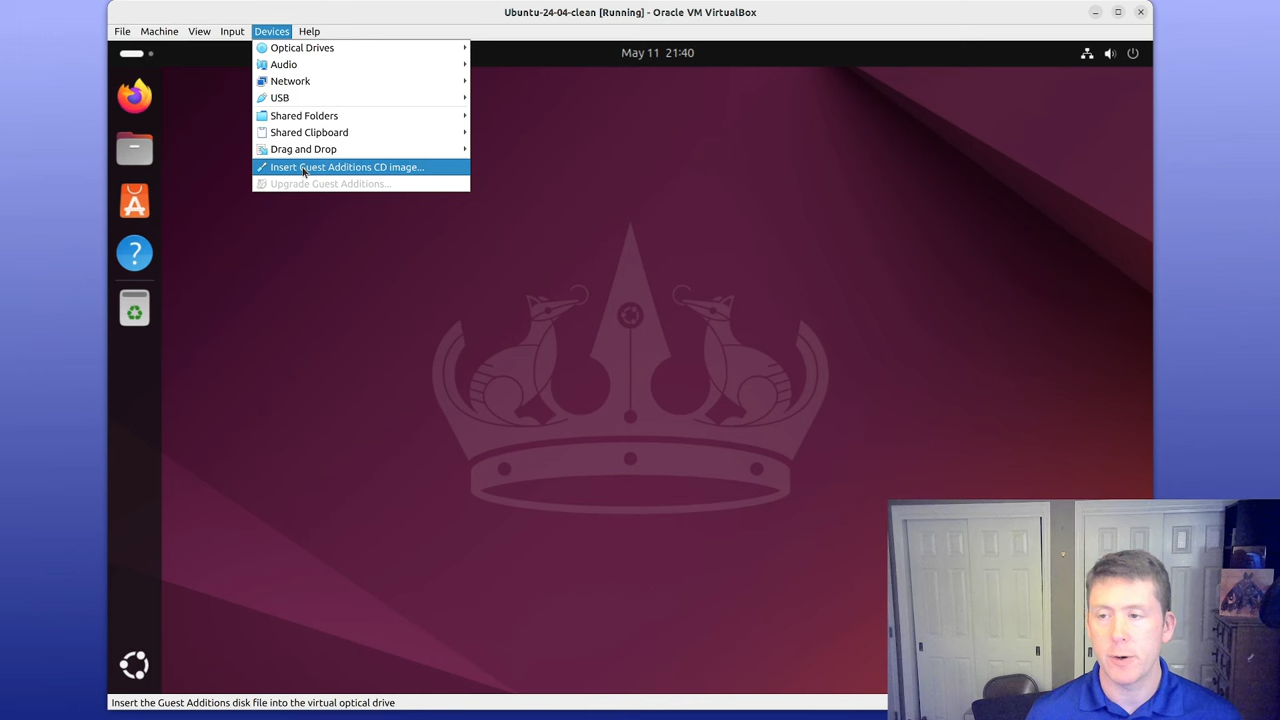 Ubuntu-24-04-clean [Running] - Oracle VM VirtualBox
File Machine View Input Devices Help
May 11 21:40
Optical Drives
Audio
Network
USB
Shared Folders
Shared Clipboard
Drag and Drop
Insert Guest Additions CD image...
Upgrade Guest Additions...
?
Insert the Guest Additions disk file into the virtual optical drive